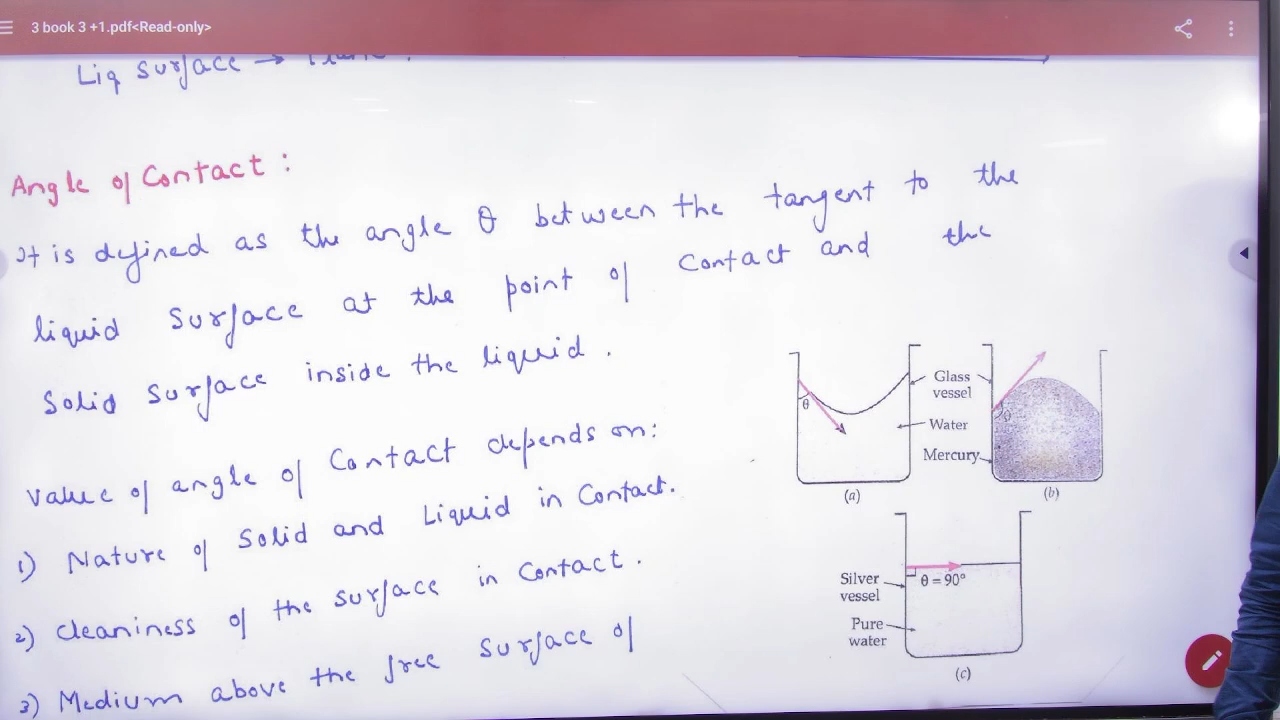 3 book 3 +1.pdf<Read-only>
Liq surface →
Angle of Contact :
It is defined as the angle θ between the tangent to the
liquid surface at the point of contact and the
solid surface inside the liquid .
Value of angle of Contact depends on:
1) Nature of Solid and Liquid in Contact.
2) Cleaniness of the surface in Contact .
3) Medium above the free surface of
θ
Glass
vessel
Water
Mercury
θ
(a)
(b)
Silver
vessel
θ = 90°
Pure
water
(c)